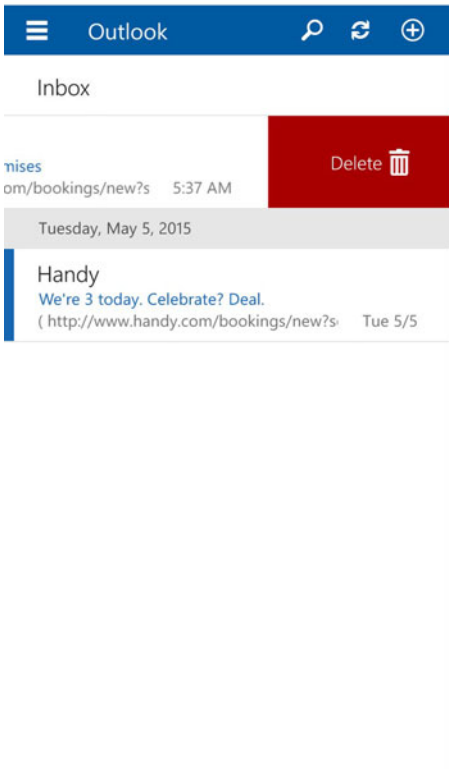 Outlook
Inbox
mises
om/bookings/new?s 5:37 AM
Delete
Tuesday, May 5, 2015
Handy
We're 3 today. Celebrate? Deal.
( http://www.handy.com/bookings/new?s Tue 5/5